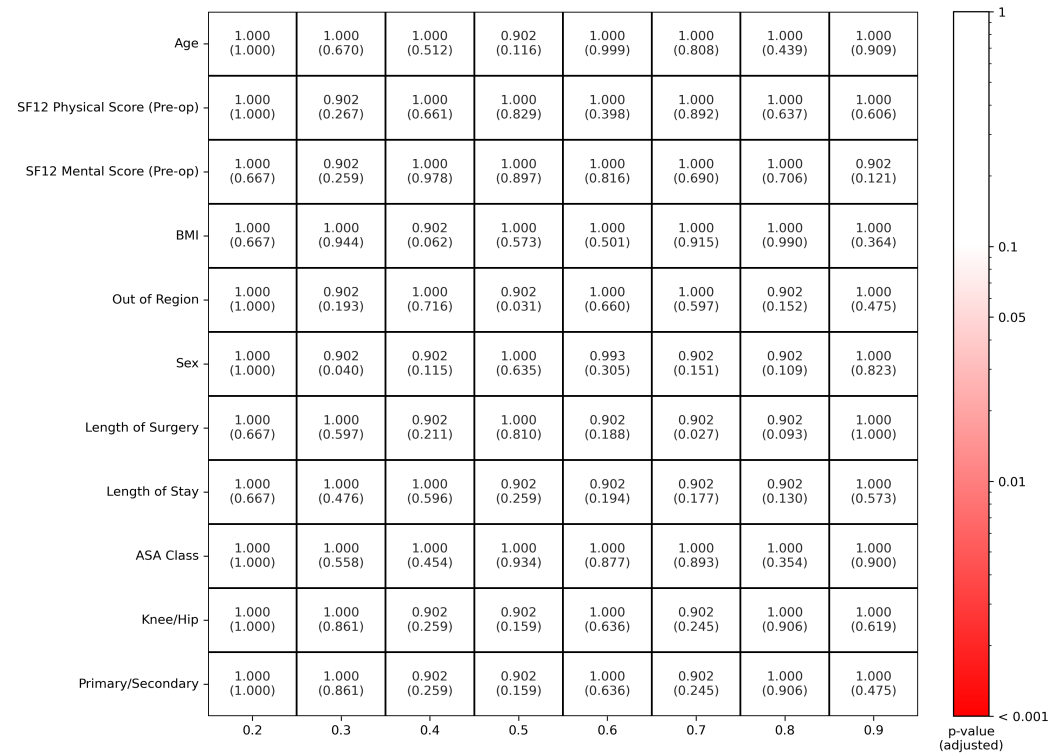 Age 1.000 1.000 1.000 0.902 1.000 1.000 1.000 1.000
(1.000) (0.670) (0.512) (0.116) (0.999) (0.808) (0.439) (0.909)
SF12 Physical Score (Pre-op) 1.000 0.902 1.000 1.000 1.000 1.000 1.000 1.000
(1.000) (0.267) (0.661) (0.829) (0.398) (0.892) (0.637) (0.606)
SF12 Mental Score (Pre-op) 1.000 0.902 1.000 1.000 1.000 1.000 1.000 0.902
(0.667) (0.259) (0.978) (0.897) (0.816) (0.690) (0.706) (0.121)
BMI 1.000 1.000 0.902 1.000 1.000 1.000 1.000 1.000
(0.667) (0.944) (0.062) (0.573) (0.501) (0.915) (0.990) (0.364)
Out of Region 1.000 0.902 1.000 0.902 1.000 1.000 0.902 1.000
(1.000) (0.193) (0.716) (0.031) (0.660) (0.597) (0.152) (0.475)
Sex 1.000 0.902 0.902 1.000 0.993 0.902 0.902 1.000
(1.000) (0.040) (0.115) (0.635) (0.305) (0.151) (0.109) (0.823)
Length of Surgery 1.000 1.000 0.902 1.000 0.902 0.902 0.902 1.000
(0.667) (0.597) (0.211) (0.810) (0.188) (0.027) (0.093) (1.000)
Length of Stay 1.000 1.000 1.000 0.902 0.902 0.902 0.902 1.000
(0.667) (0.476) (0.596) (0.259) (0.194) (0.177) (0.130) (0.573)
ASA Class 1.000 1.000 1.000 1.000 1.000 1.000 1.000 1.000
(1.000) (0.558) (0.454) (0.934) (0.877) (0.893) (0.354) (0.900)
Knee/Hip 1.000 1.000 0.902 0.902 1.000 0.902 1.000 1.000
(1.000) (0.861) (0.259) (0.159) (0.636) (0.245) (0.906) (0.619)
Primary/Secondary 1.000 1.000 0.902 0.902 1.000 0.902 1.000 1.000
(1.000) (0.861) (0.259) (0.159) (0.636) (0.245) (0.906) (0.475)
0.2 0.3 0.4 0.5 0.6 0.7 0.8 0.9
1
0.1
0.05
0.01
< 0.001
p-value
(adjusted)